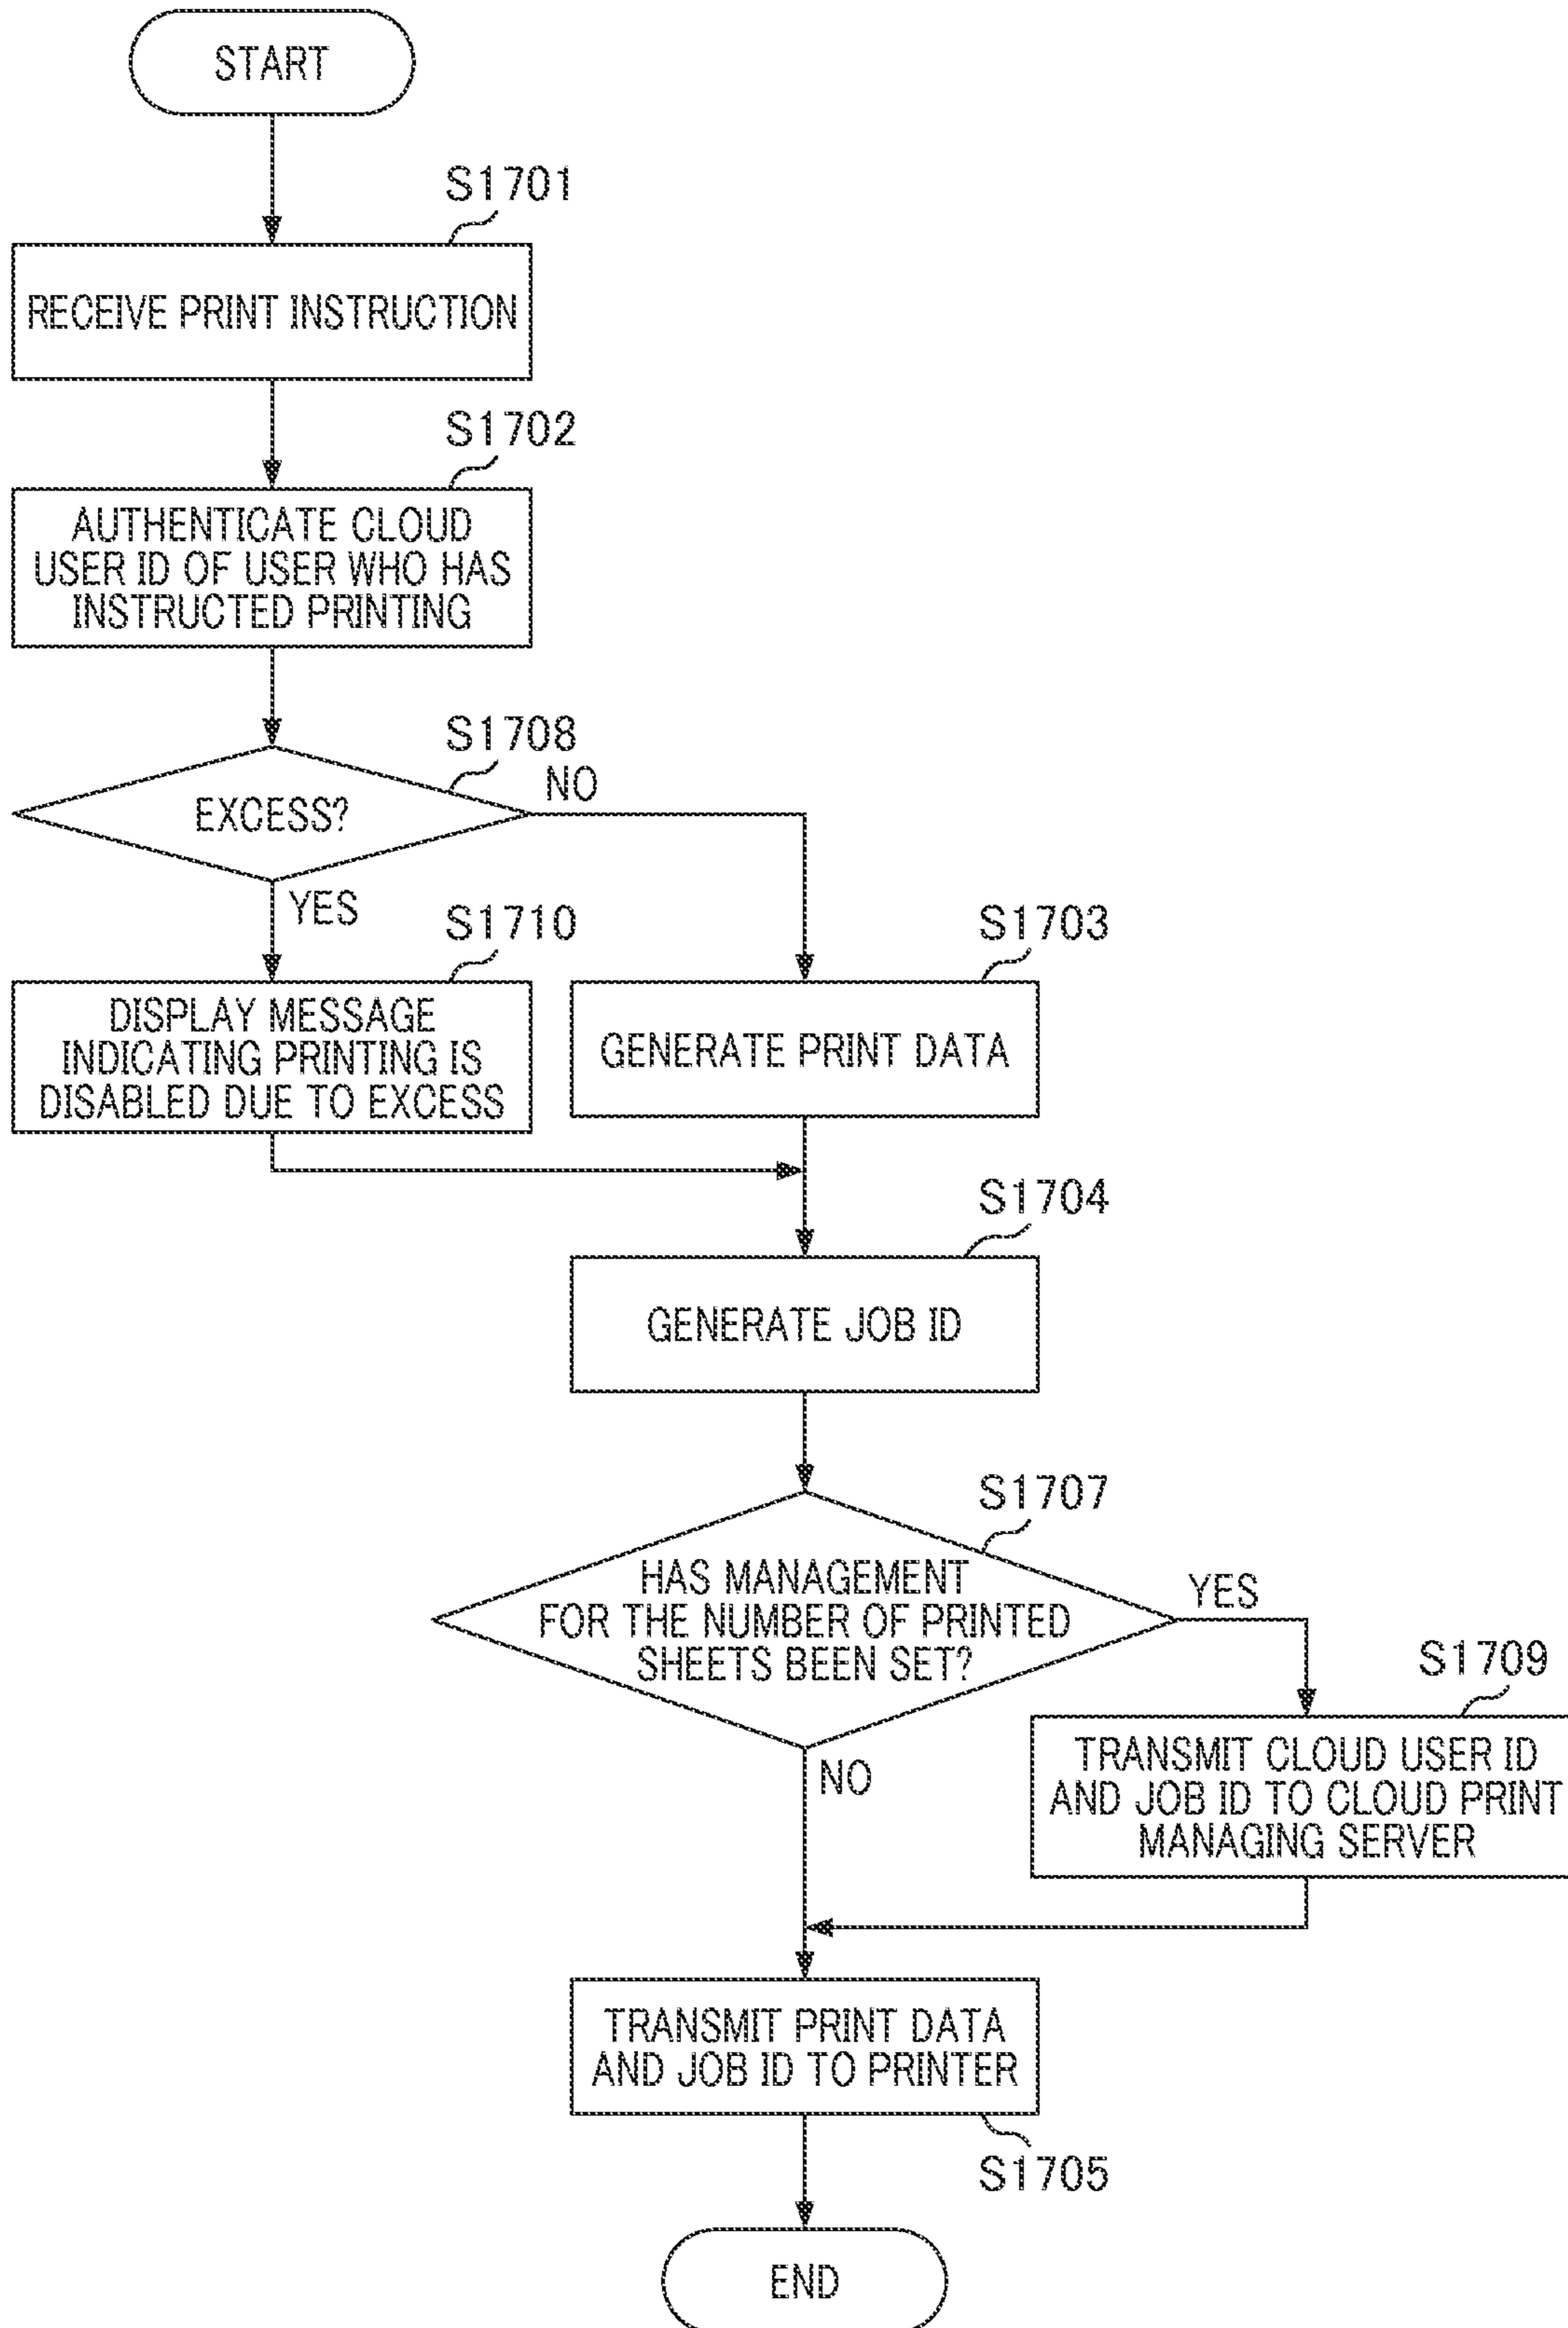 START
S1701
RECEIVE PRINT INSTRUCTION
S1702
AUTHENTICATE CLOUD
USER ID OF USER WHO HAS
INSTRUCTED PRINTING
S1708
EXCESS?
NO
YES
S1710
DISPLAY MESSAGE
INDICATING PRINTING IS
DISABLED DUE TO EXCESS
S1703
GENERATE PRINT DATA
S1704
GENERATE JOB ID
S1707
HAS MANAGEMENT
FOR THE NUMBER OF PRINTED
SHEETS BEEN SET?
YES
NO
S1709
TRANSMIT CLOUD USER ID
AND JOB ID TO CLOUD PRINT
MANAGING SERVER
TRANSMIT PRINT DATA
AND JOB ID TO PRINTER
S1705
END